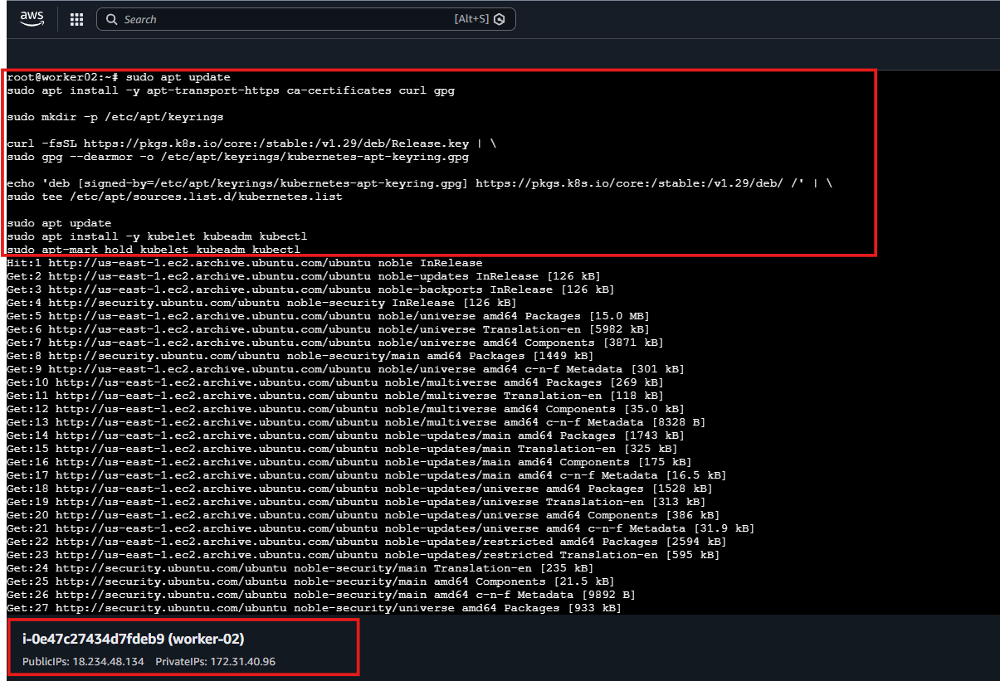 aws
Search
[Alt+S]
root@worker02:~# sudo apt update
sudo apt install -y apt-transport-https ca-certificates curl gpg
sudo mkdir -p /etc/apt/keyrings
curl -fsSL https://pkgs.k8s.io/core:/stable:/v1.29/deb/Release.key | \
sudo gpg --dearmor -o /etc/apt/keyrings/kubernetes-apt-keyring.gpg
echo 'deb [signed-by=/etc/apt/keyrings/kubernetes-apt-keyring.gpg] https://pkgs.k8s.io/core:/stable:/v1.29/deb/ /' | \
sudo tee /etc/apt/sources.list.d/kubernetes.list
sudo apt update
sudo apt install -y kubelet kubeadm kubectl
sudo apt-mark hold kubelet kubeadm kubectl
Hit:1 http://us-east-1.ec2.archive.ubuntu.com/ubuntu noble InRelease
Get:2 http://us-east-1.ec2.archive.ubuntu.com/ubuntu noble-updates InRelease [126 kB]
Get:3 http://us-east-1.ec2.archive.ubuntu.com/ubuntu noble-backports InRelease [126 kB]
Get:4 http://security.ubuntu.com/ubuntu noble-security InRelease [126 kB]
Get:5 http://us-east-1.ec2.archive.ubuntu.com/ubuntu noble/universe amd64 Packages [15.0 MB]
Get:6 http://us-east-1.ec2.archive.ubuntu.com/ubuntu noble/universe Translation-en [5982 kB]
Get:7 http://us-east-1.ec2.archive.ubuntu.com/ubuntu noble/universe amd64 Components [3871 kB]
Get:8 http://security.ubuntu.com/ubuntu noble-security/main amd64 Packages [1449 kB]
Get:9 http://us-east-1.ec2.archive.ubuntu.com/ubuntu noble/universe amd64 c-n-f Metadata [301 kB]
Get:10 http://us-east-1.ec2.archive.ubuntu.com/ubuntu noble/multiverse amd64 Packages [269 kB]
Get:11 http://us-east-1.ec2.archive.ubuntu.com/ubuntu noble/multiverse Translation-en [118 kB]
Get:12 http://us-east-1.ec2.archive.ubuntu.com/ubuntu noble/multiverse amd64 Components [35.0 kB]
Get:13 http://us-east-1.ec2.archive.ubuntu.com/ubuntu noble/multiverse amd64 c-n-f Metadata [8328 B]
Get:14 http://us-east-1.ec2.archive.ubuntu.com/ubuntu noble-updates/main amd64 Packages [1743 kB]
Get:15 http://us-east-1.ec2.archive.ubuntu.com/ubuntu noble-updates/main Translation-en [325 kB]
Get:16 http://us-east-1.ec2.archive.ubuntu.com/ubuntu noble-updates/main amd64 Components [175 kB]
Get:17 http://us-east-1.ec2.archive.ubuntu.com/ubuntu noble-updates/main amd64 c-n-f Metadata [16.5 kB]
Get:18 http://us-east-1.ec2.archive.ubuntu.com/ubuntu noble-updates/universe amd64 Packages [1528 kB]
Get:19 http://us-east-1.ec2.archive.ubuntu.com/ubuntu noble-updates/universe Translation-en [313 kB]
Get:20 http://us-east-1.ec2.archive.ubuntu.com/ubuntu noble-updates/universe amd64 Components [386 kB]
Get:21 http://us-east-1.ec2.archive.ubuntu.com/ubuntu noble-updates/universe amd64 c-n-f Metadata [31.9 kB]
Get:22 http://us-east-1.ec2.archive.ubuntu.com/ubuntu noble-updates/restricted amd64 Packages [2594 kB]
Get:23 http://us-east-1.ec2.archive.ubuntu.com/ubuntu noble-updates/restricted Translation-en [595 kB]
Get:24 http://security.ubuntu.com/ubuntu noble-security/main Translation-en [235 kB]
Get:25 http://security.ubuntu.com/ubuntu noble-security/main amd64 Components [21.5 kB]
Get:26 http://security.ubuntu.com/ubuntu noble-security/main amd64 c-n-f Metadata [9892 B]
Get:27 http://security.ubuntu.com/ubuntu noble-security/universe amd64 Packages [933 kB]
i-0e47c27434d7fdeb9 (worker-02)
PublicIPs: 18.234.48.134 PrivateIPs: 172.31.40.96